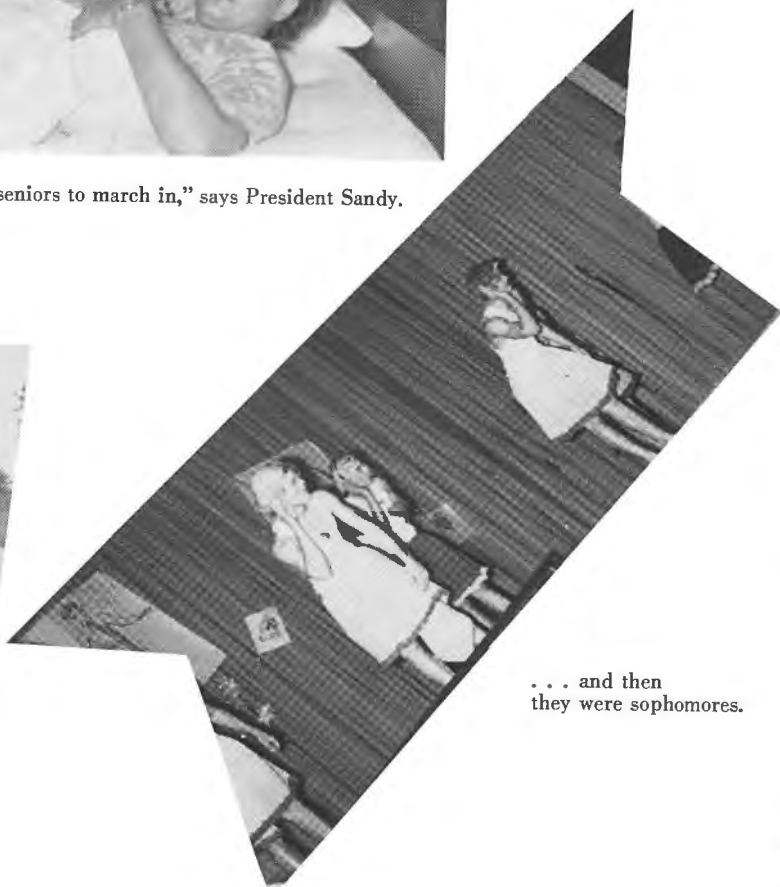 seniors to march in,” says President Sandy.
. . . and then
they were sophomores.